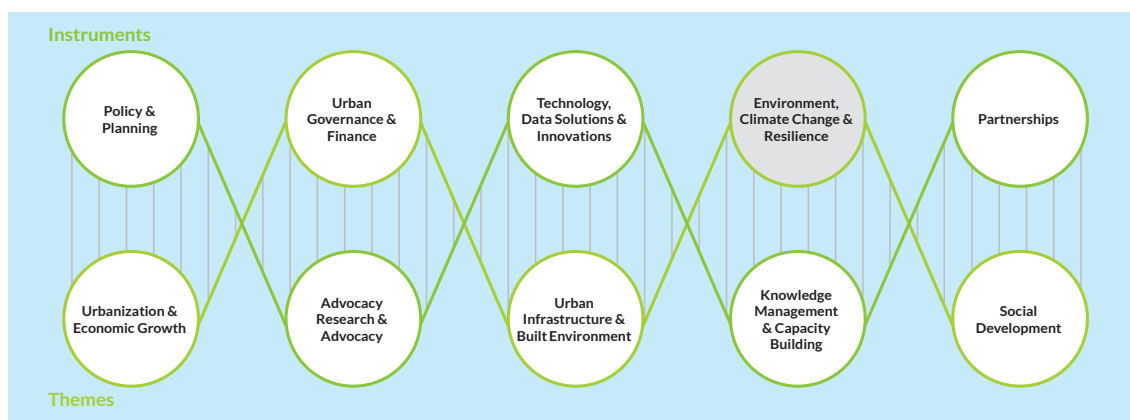 Instruments
Policy &
Planning
Urban
Governance &
Finance
Technology,
Data Solutions &
Innovations
Environment,
Climate Change &
Resilience
Partnerships
Urbanization &
Economic Growth
Advocacy
Research &
Advocacy
Urban
Infrastructure &
Built Environment
Knowledge
Management
& Capacity
Building
Social
Development
Themes